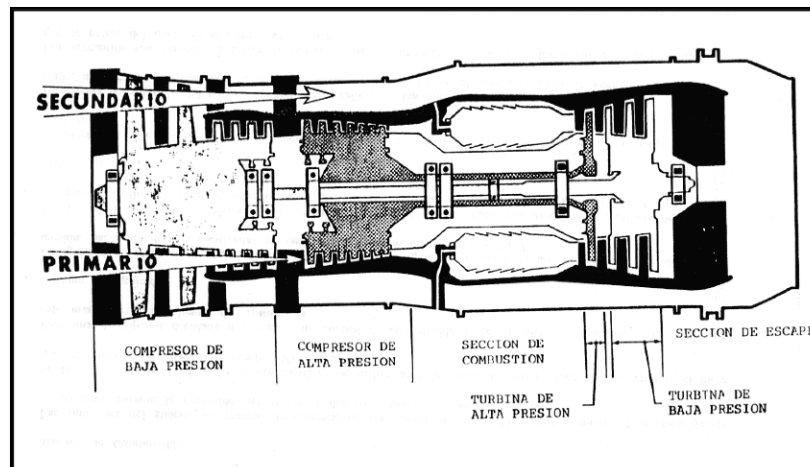 SECUNDARIO
PRIMARIO
COMPRESOR DE
BAJA PRESION
COMPRESOR DE
ALTA PRESION
SECCION DE
COMBUSTION
SECCION DE ESCAPE
TURBINA DE
ALTA PRESION
TURBINA DE
BAJA PRESION